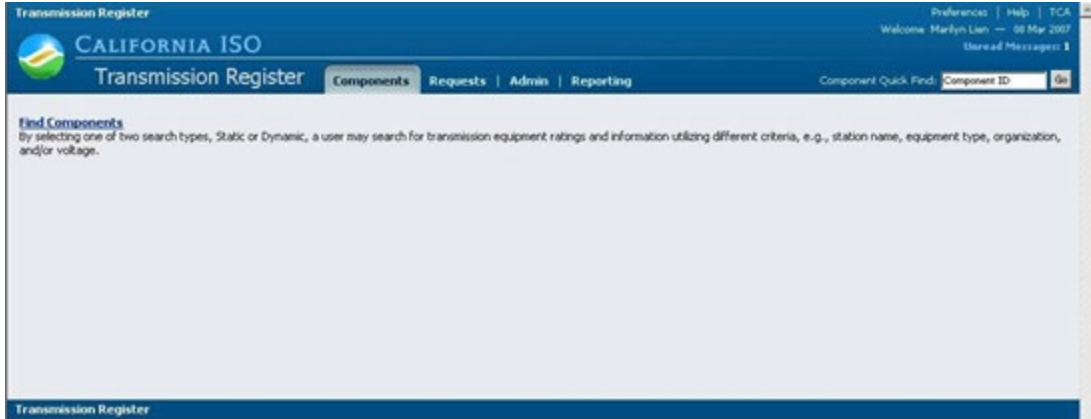 Transmission Register
Preferences | Help | TCA
Welcome Marilyn Lien — 08 Mar 2007
Unread Messages: 1
CALIFORNIA ISO
Transmission Register
Components
Requests | Admin | Reporting
Component Quick Find: Component ID Go
Find Components
By selecting one of two search types, Static or Dynamic, a user may search for transmission equipment ratings and information utilizing different criteria, e.g., station name, equipment type, organization,
and/or voltage.
Transmission Register